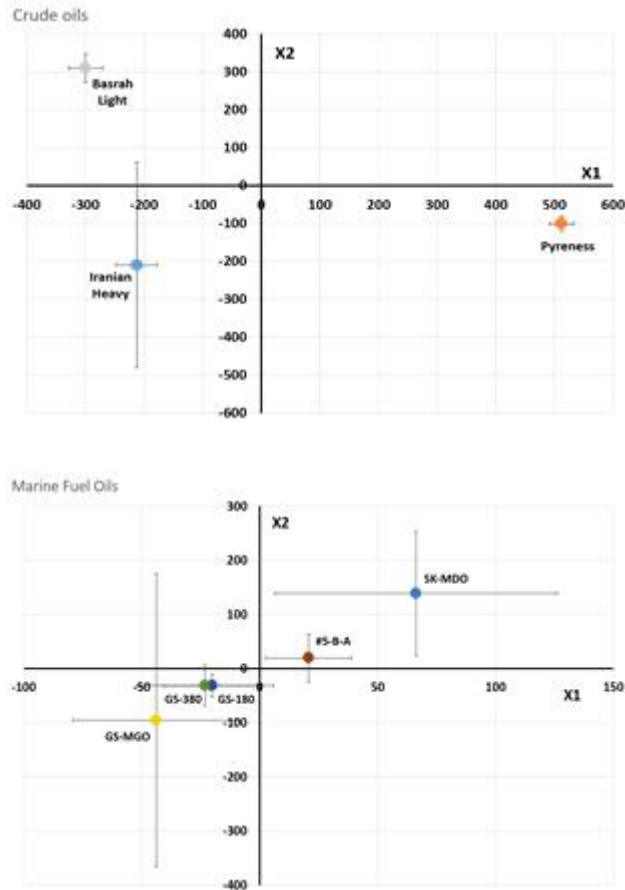 Crude oils
400
X2
300
Basrah
Light
200
100
X1
0
-400 -300 -200 -100 0 100 200 300 400 500 600
-100
Pyreness
-200
Iranian
Heavy
-300
-400
-500
-600
Marine Fuel Oils
300
X2
200
SK-MDO
100
#5-B-A
0
-100 -50 0 50 100 150
GS-380 GS-180
X1
-100
GS-MGO
-200
-300
-400